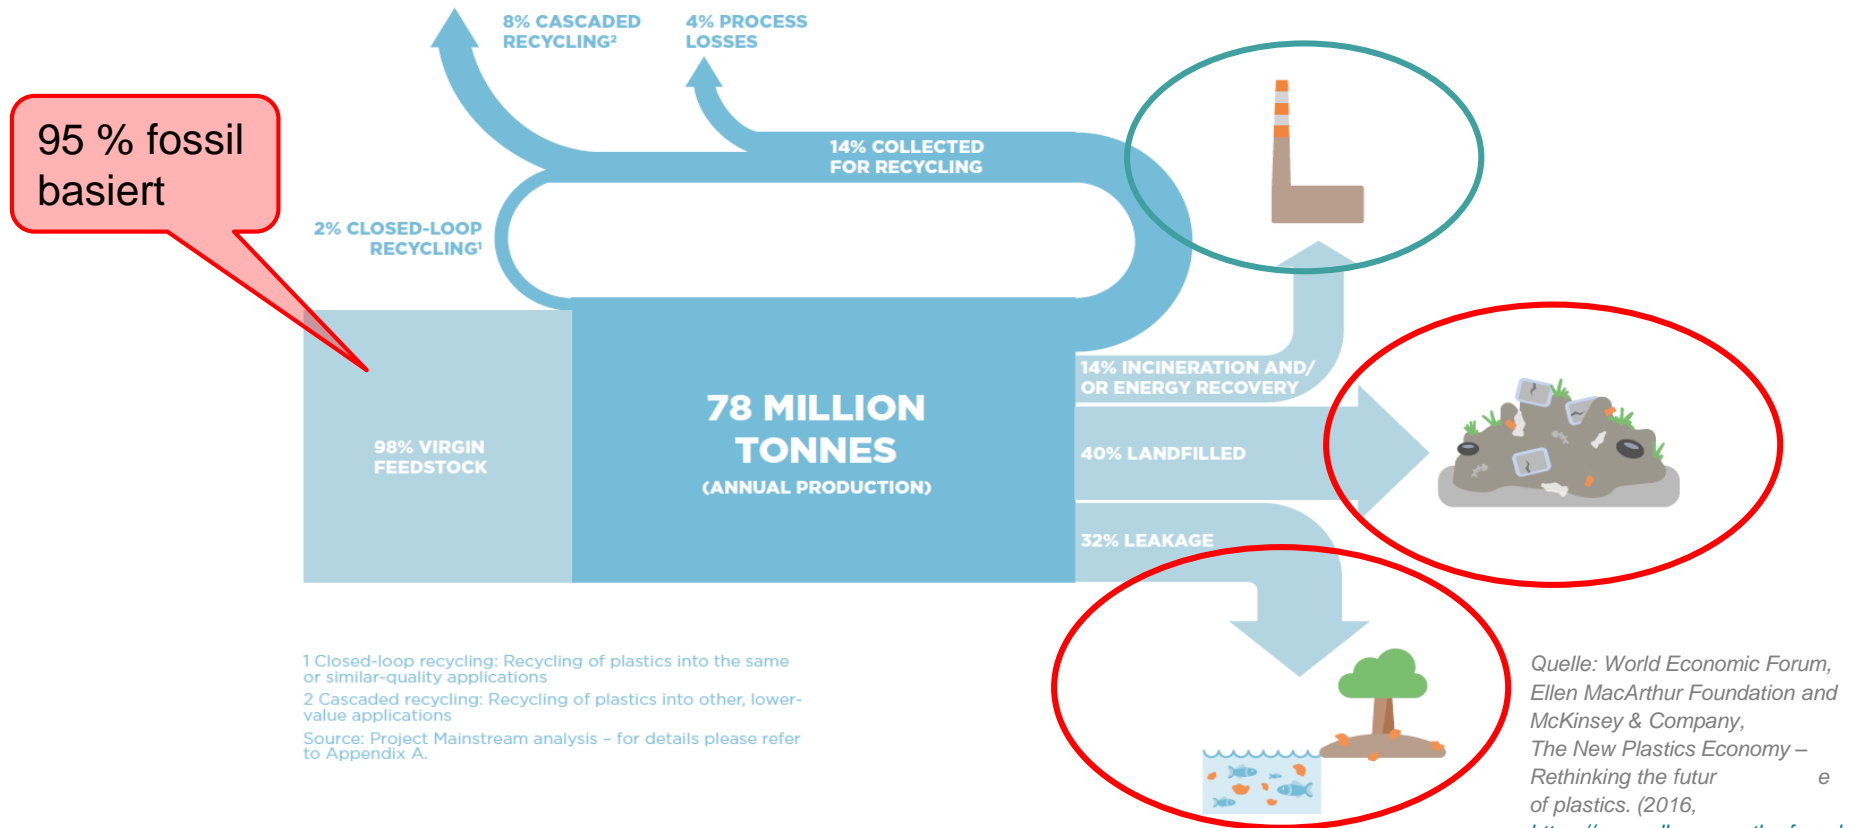 8% CASCADED
RECYCLING²
4% PROCESS
LOSSES
95 % fossil
basiert
14% COLLECTED
FOR RECYCLING
2% CLOSED-LOOP
RECYCLING¹
14% INCINERATION AND/
OR ENERGY RECOVERY
78 MILLION
TONNES
(ANNUAL PRODUCTION)
98% VIRGIN
FEEDSTOCK
40% LANDFILLED
32% LEAKAGE
1 Closed-loop recycling: Recycling of plastics into the same
or similar-quality applications
2 Cascaded recycling: Recycling of plastics into other, lower-
value applications
Source: Project Mainstream analysis – for details please refer
to Appendix A.
Quelle: World Economic Forum,
Ellen MacArthur Foundation and
McKinsey & Company,
The New Plastics Economy –
Rethinking the futur e
of plastics. (2016,